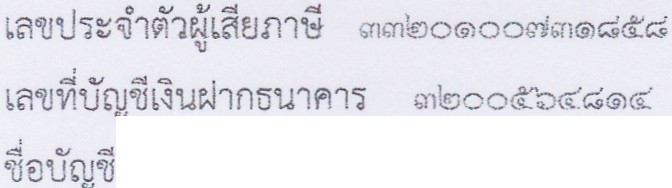 เลขประจำตัวผู้เสียภาษี ๓๓๒๐๑๐๐๗๓๑๘๕๘
เลขที่บัญชีเงินฝากธนาคาร ๓๒๐๐๕๖๔๘๑๔
ชื่อบัญชี